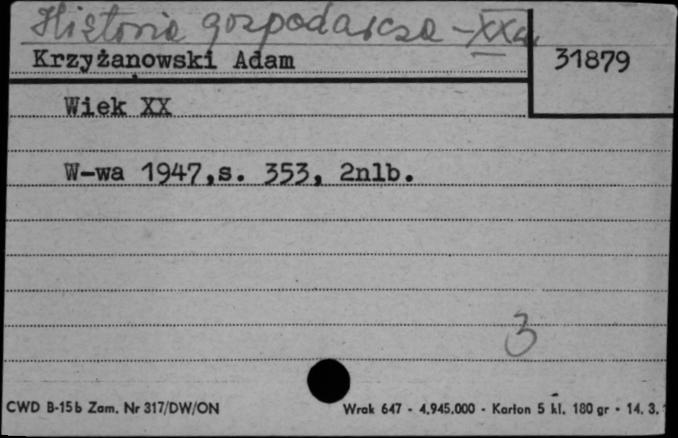 Historia gospodarcza – XX w.
Krzyżanowski Adam
31879
Wiek XX
W-wa 1947,s. 353, 2nlb.
3
CWD B-15b Zam. Nr 317/DW/ON
Wrak 647 - 4.945.000 - Karton 5 kl. 180 gr - 14. 3.